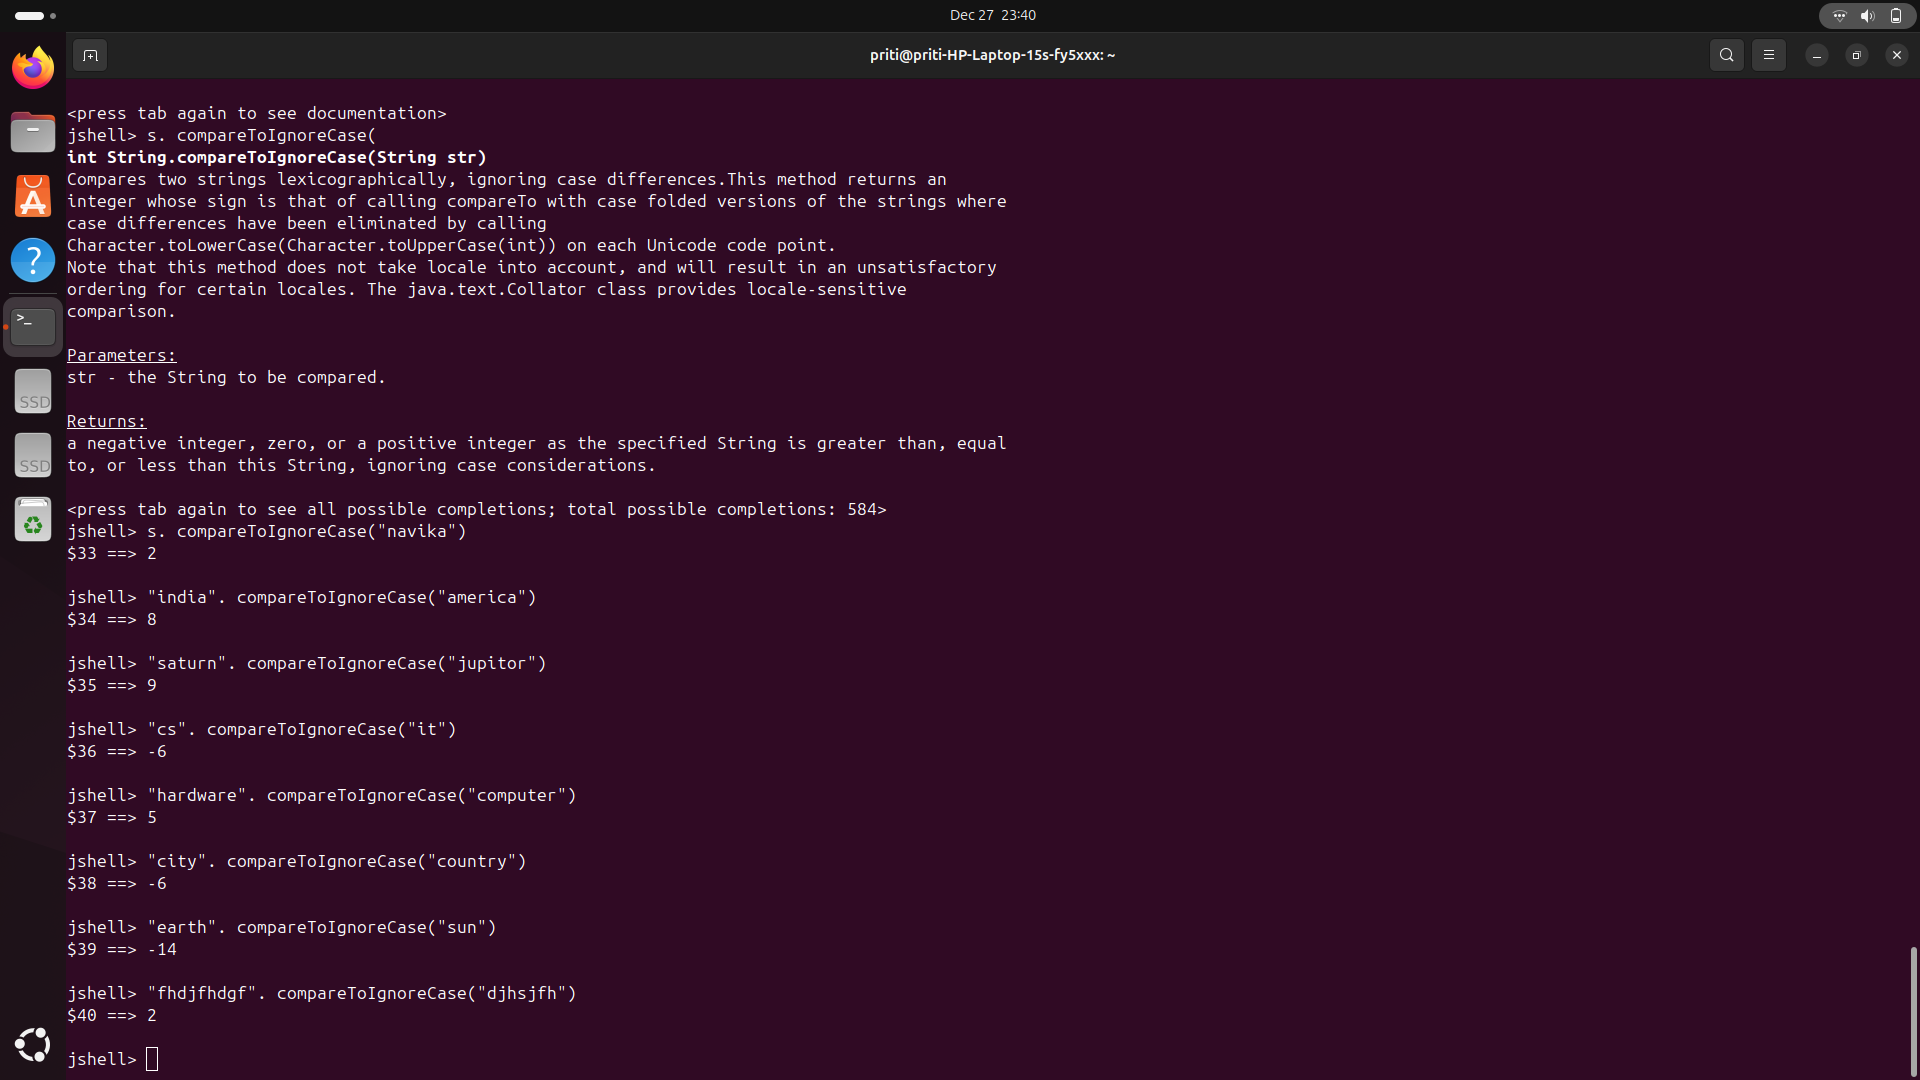 Dec 27 23:40
priti@priti-HP-Laptop-15s-fy5xxx: ~
<press tab again to see documentation>
jshell> s. compareToIgnoreCase(
int String.compareToIgnoreCase(String str)
Compares two strings lexicographically, ignoring case differences.This method returns an
integer whose sign is that of calling compareTo with case folded versions of the strings where
case differences have been eliminated by calling
Character.toLowerCase(Character.toUpperCase(int)) on each Unicode code point.
Note that this method does not take locale into account, and will result in an unsatisfactory
ordering for certain locales. The java.text.Collator class provides locale-sensitive
comparison.
Parameters:
str - the String to be compared.
Returns:
a negative integer, zero, or a positive integer as the specified String is greater than, equal
to, or less than this String, ignoring case considerations.
<press tab again to see all possible completions; total possible completions: 584>
jshell> s. compareToIgnoreCase("navika")
$33 ==> 2
jshell> "india". compareToIgnoreCase("america")
$34 ==> 8
jshell> "saturn". compareToIgnoreCase("jupitor")
$35 ==> 9
jshell> "cs". compareToIgnoreCase("it")
$36 ==> -6
jshell> "hardware". compareToIgnoreCase("computer")
$37 ==> 5
jshell> "city". compareToIgnoreCase("country")
$38 ==> -6
jshell> "earth". compareToIgnoreCase("sun")
$39 ==> -14
jshell> "fhdjfhdgf". compareToIgnoreCase("djhsjfh")
$40 ==> 2
jshell>
SSD
SSD